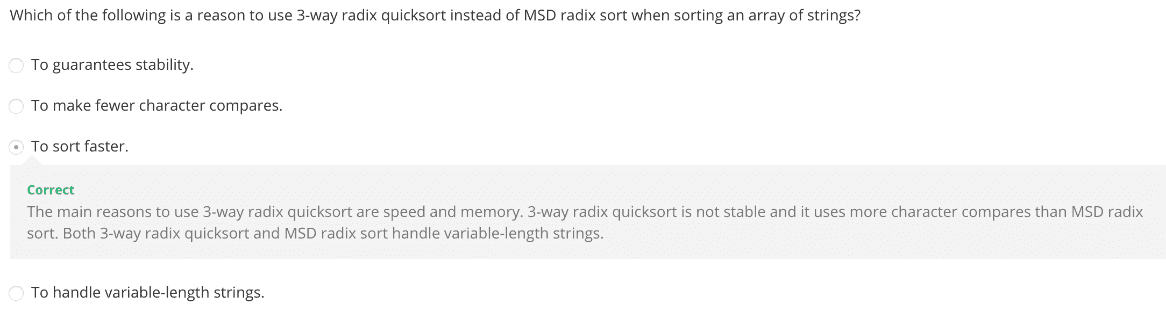 Which of the following is a reason to use 3-way radix quicksort instead of MSD radix sort when sorting an array of strings?
To guarantees stability.
To make fewer character compares.
To sort faster.
Correct
The main reasons to use 3-way radix quicksort are speed and memory. 3-way radix quicksort is not stable and it uses more character compares than MSD radix
sort. Both 3-way radix quicksort and MSD radix sort handle variable-length strings.
To handle variable-length strings.